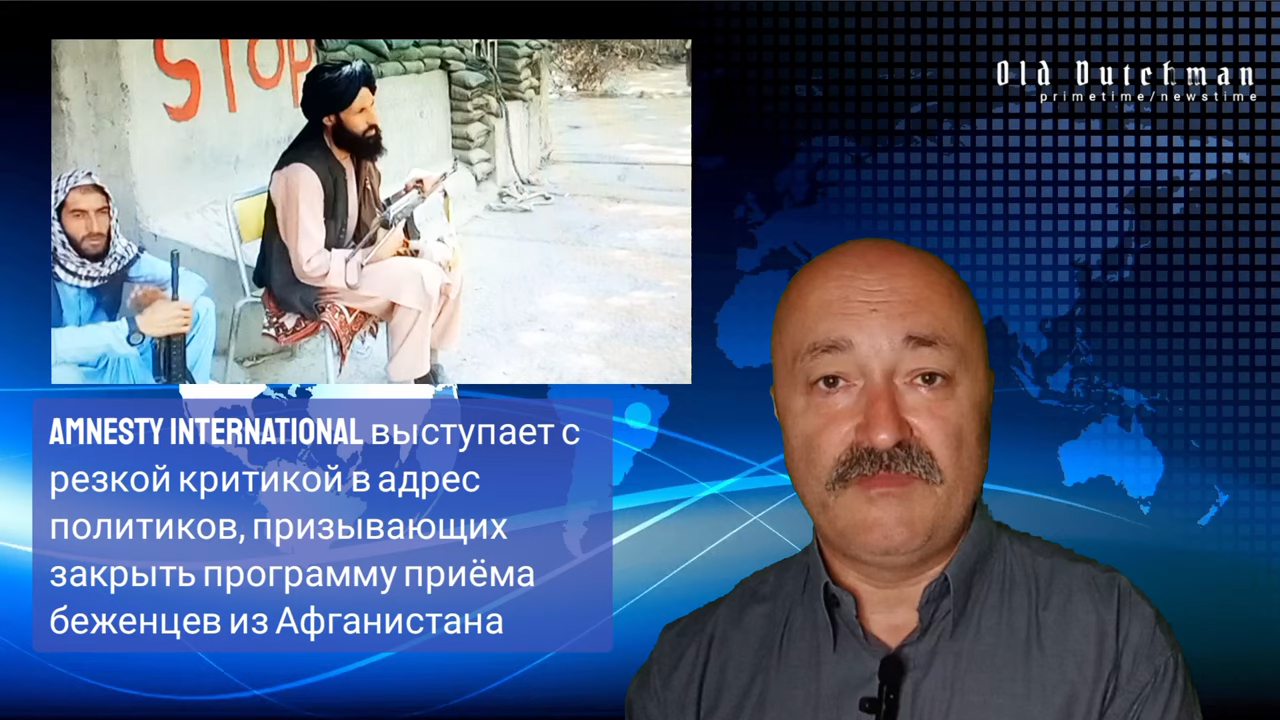 STOP
Old Dutchman
primetime/newstime
AMNESTY INTERNATIONAL выступает с
резкой критикой в адрес
политиков, призывающих
закрыть программу приёма
беженцев из Афганистана